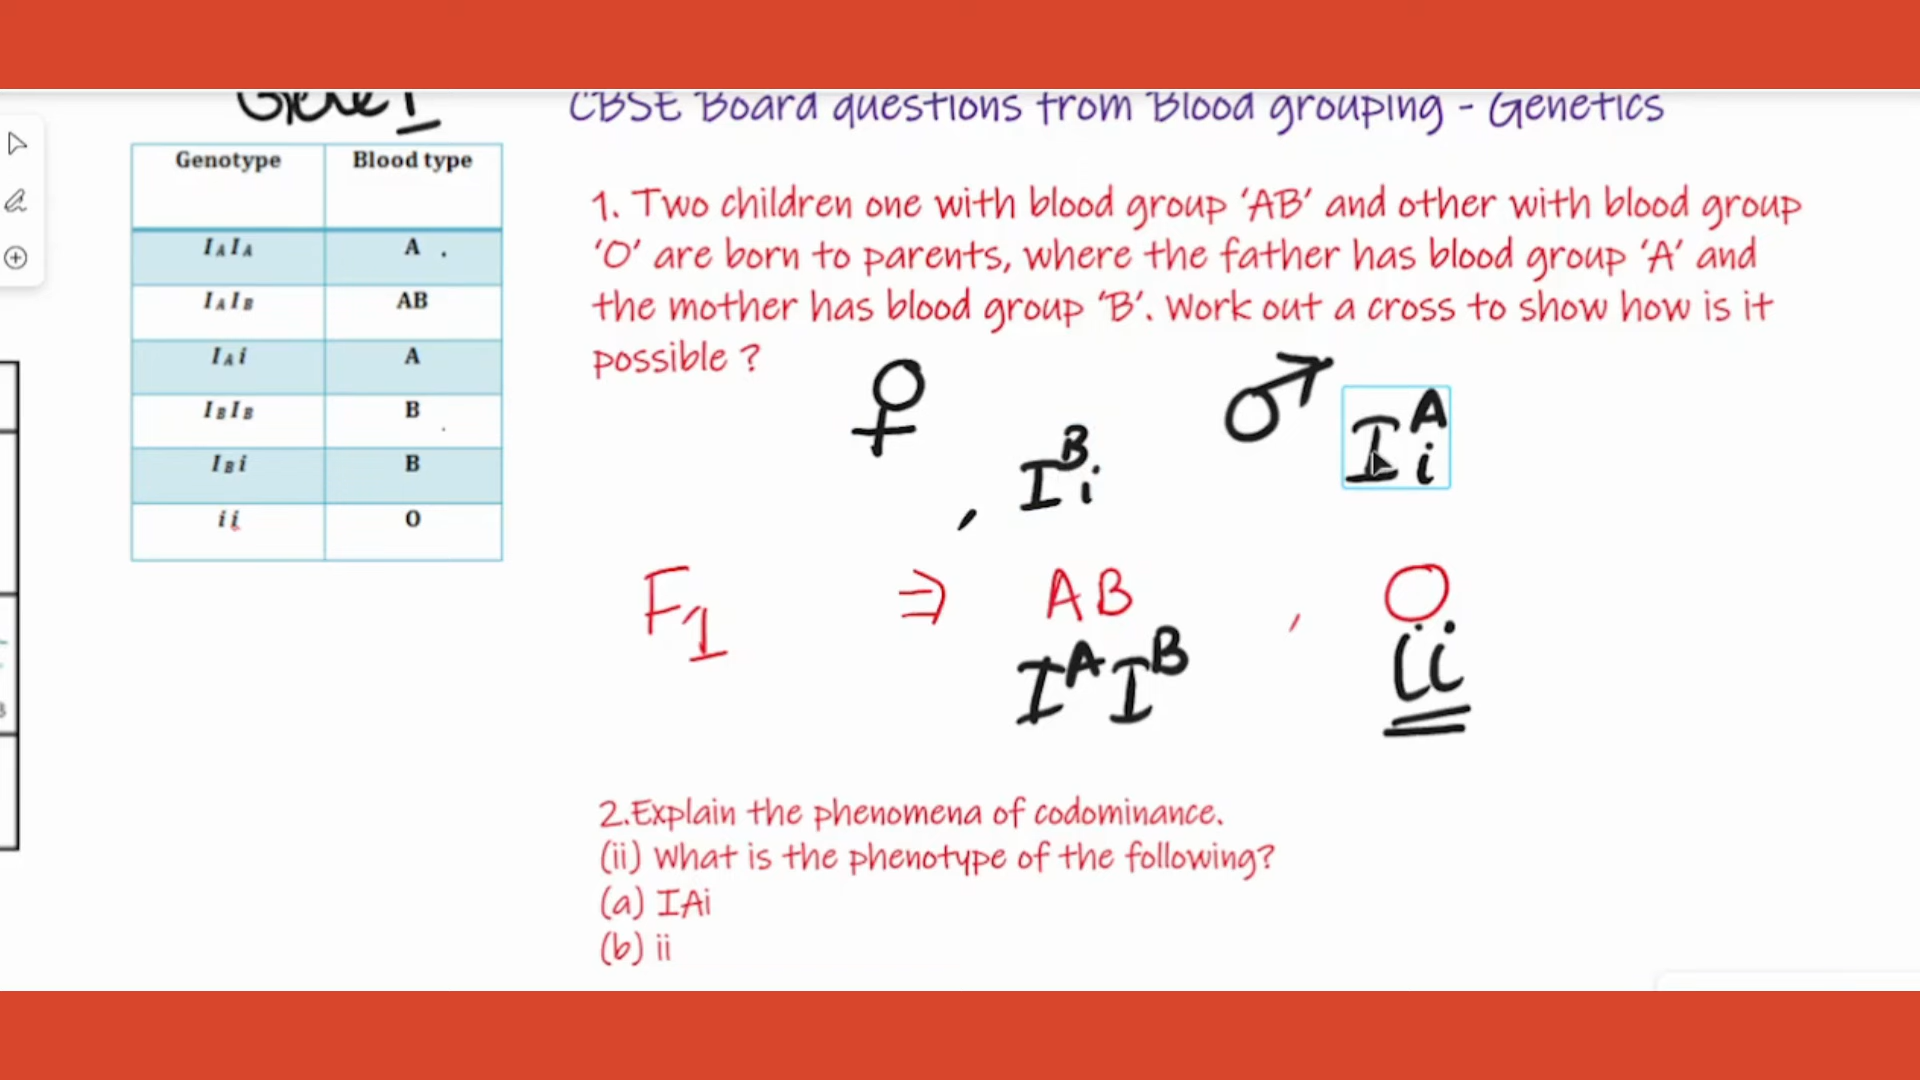 Gene I
CBSE Board questions from Blood grouping - Genetics
Genotype Blood type
IAIA A .
IAIB AB
IAi A
IBIB B
IBi B
ii O
1. Two children one with blood group ‘AB’ and other with blood group
‘O’ are born to parents, where the father has blood group ‘A’ and
the mother has blood group ‘B’. Work out a cross to show how is it
possible ?
♀ ♂
, I^B i I^A i
F1 ⇒ AB , O
I^A I^B ii
2.Explain the phenomena of codominance.
(ii) What is the phenotype of the following?
(a) IAi
(b) ii